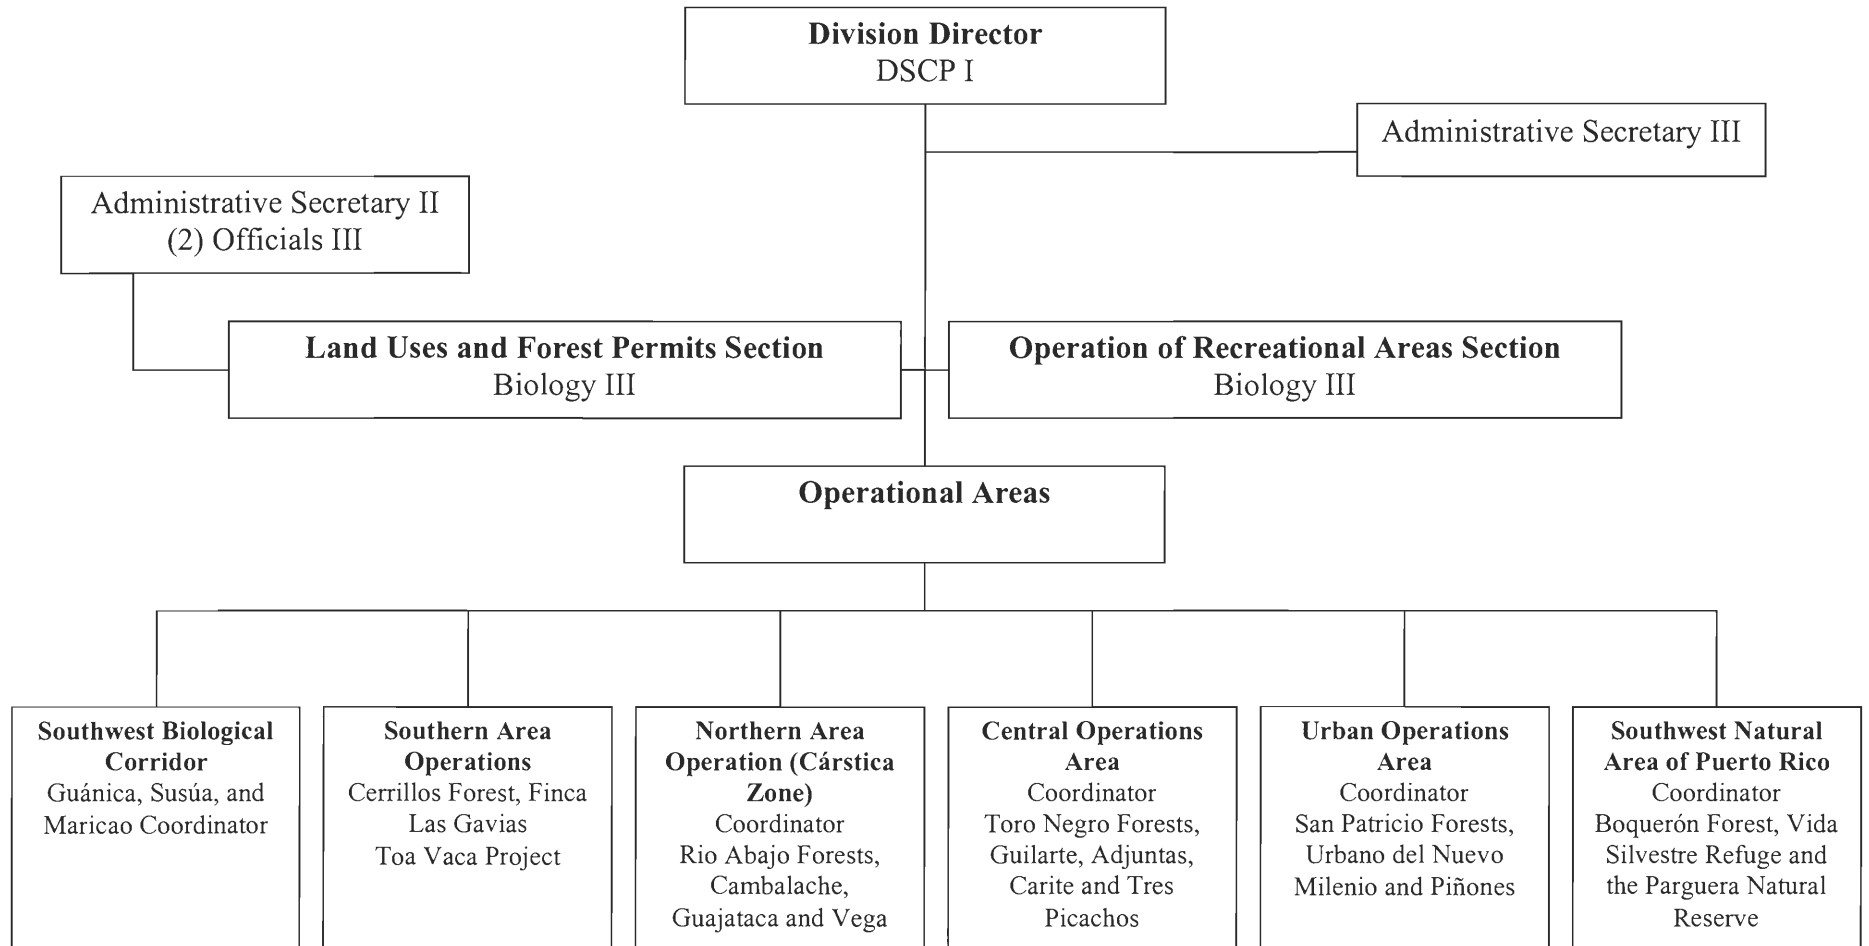 Division Director
DSCP I
Administrative Secretary III
Administrative Secretary II
(2) Officials III
Land Uses and Forest Permits Section
Biology III
Operation of Recreational Areas Section
Biology III
Operational Areas
Southwest Biological
Corridor
Guánica, Susúa, and
Maricao Coordinator
Southern Area
Operations
Cerrillos Forest, Finca
Las Gavias
Toa Vaca Project
Northern Area
Operation (Cárstica
Zone)
Coordinator
Rio Abajo Forests,
Cambalache,
Guajataca and Vega
Central Operations
Area
Coordinator
Toro Negro Forests,
Guilarte, Adjuntas,
Carite and Tres
Picachos
Urban Operations
Area
Coordinator
San Patricio Forests,
Urbano del Nuevo
Milenio and Piñones
Southwest Natural
Area of Puerto Rico
Coordinator
Boquerón Forest, Vida
Silvestre Refuge and
the Parguera Natural
Reserve